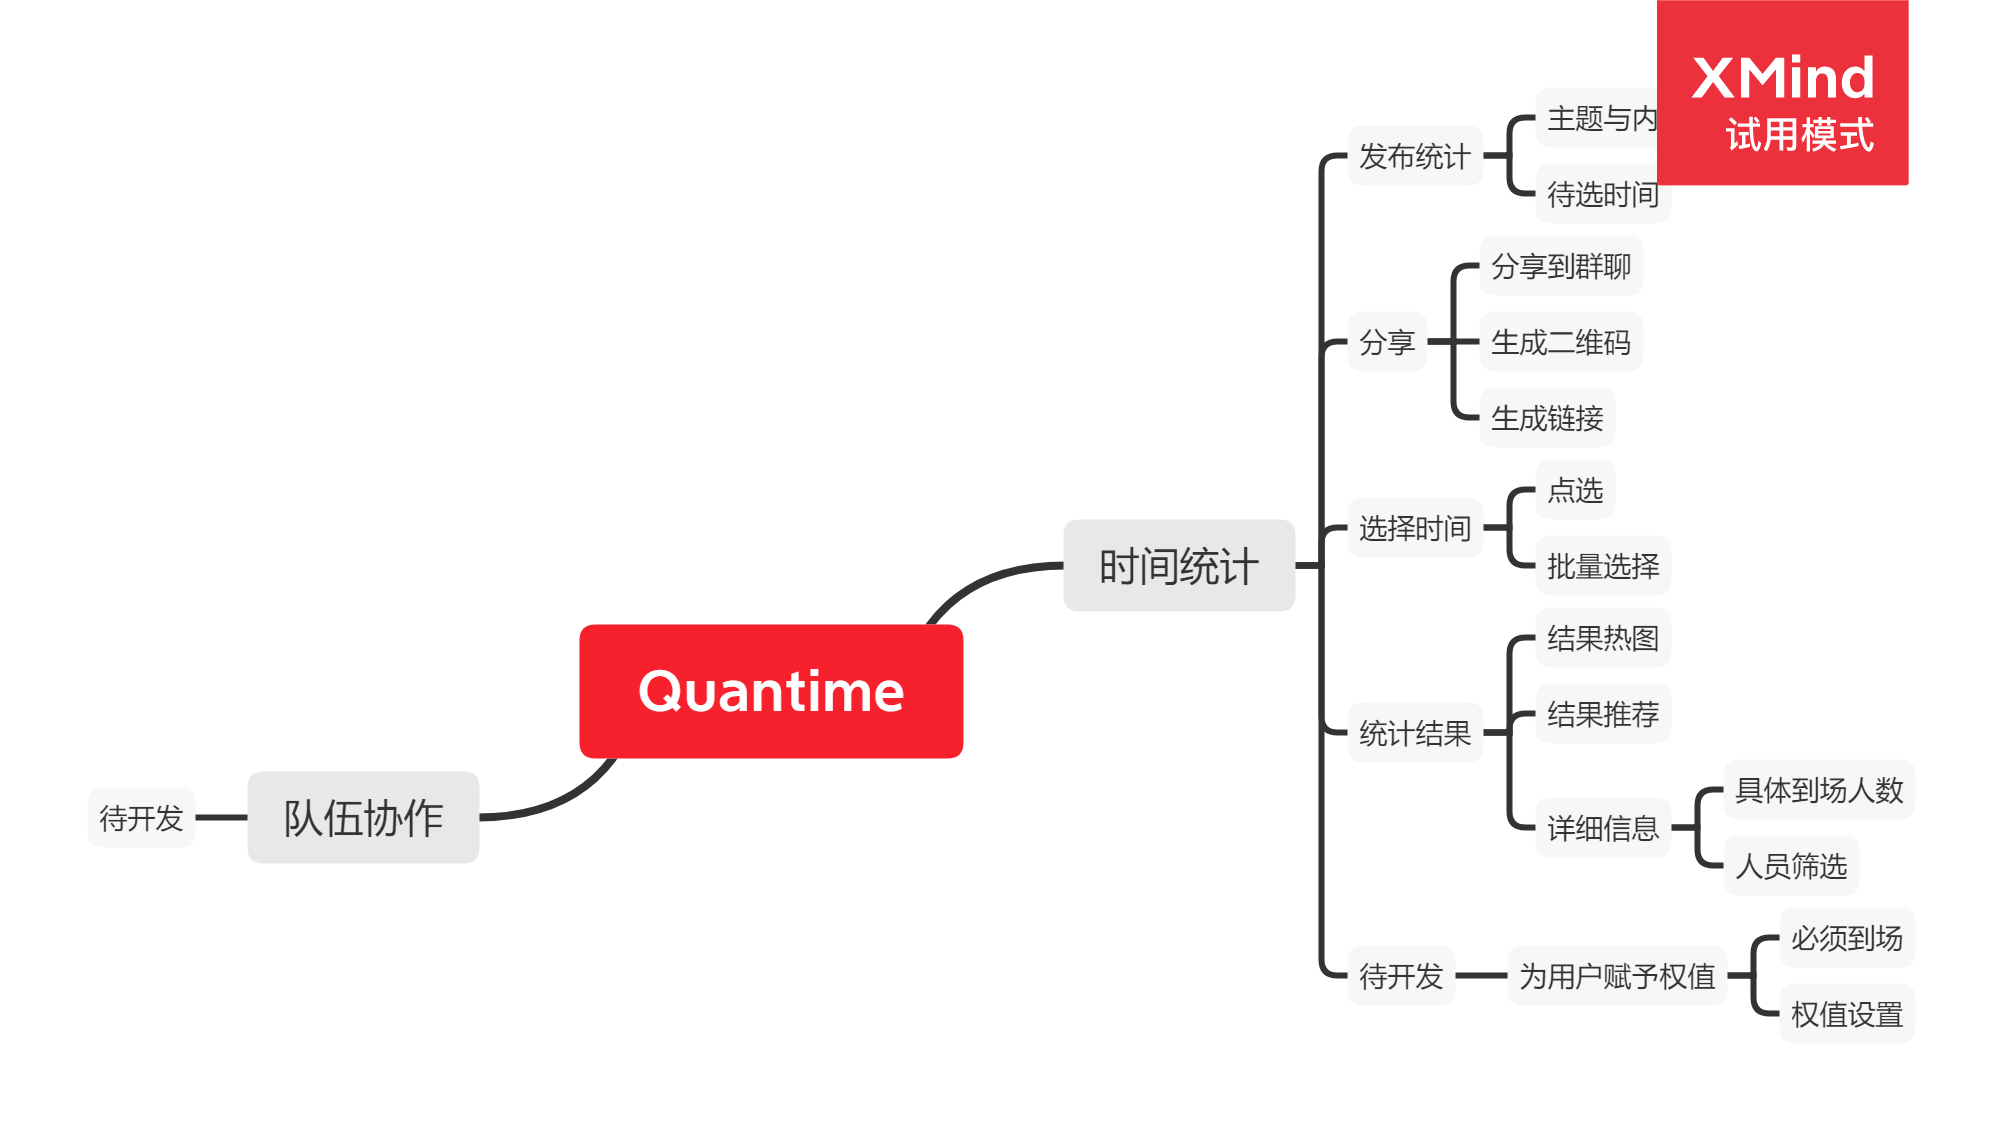 XMind
试用模式
主题与内
发布统计
待选时间
分享到群聊
分享
生成二维码
生成链接
点选
选择时间
批量选择
时间统计
结果热图
结果推荐
统计结果
详细信息
具体到场人数
人员筛选
待开发
为用户赋予权值
必须到场
权值设置
Quantime
队伍协作
待开发